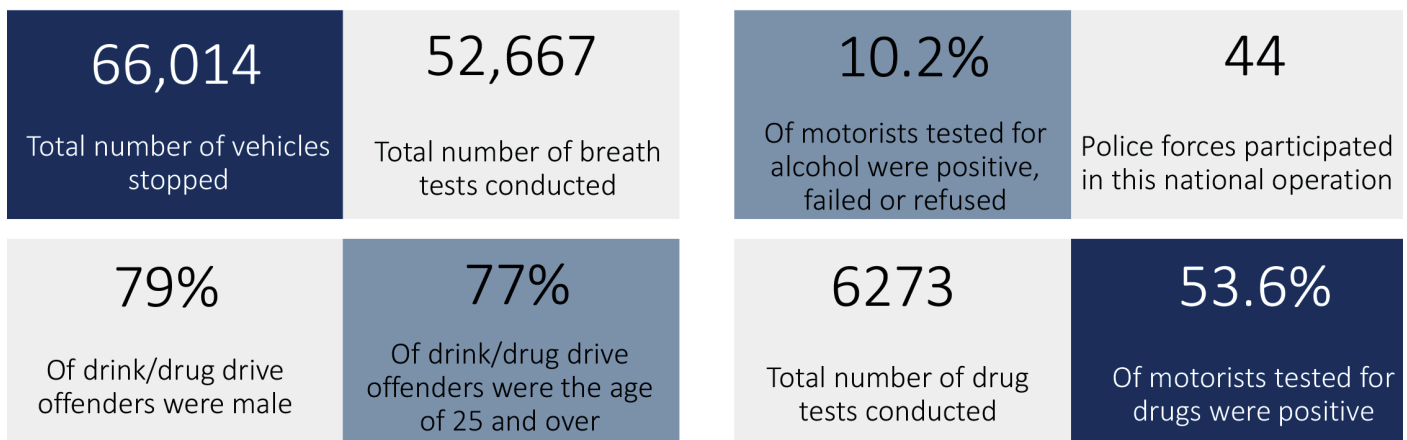 66,014
Total number of vehicles
stopped
52,667
Total number of breath
tests conducted
10.2%
Of motorists tested for
alcohol were positive,
failed or refused
44
Police forces participated
in this national operation
79%
Of drink/drug drive
offenders were male
77%
Of drink/drug drive
offenders were the age
of 25 and over
6273
Total number of drug
tests conducted
53.6%
Of motorists tested for
drugs were positive